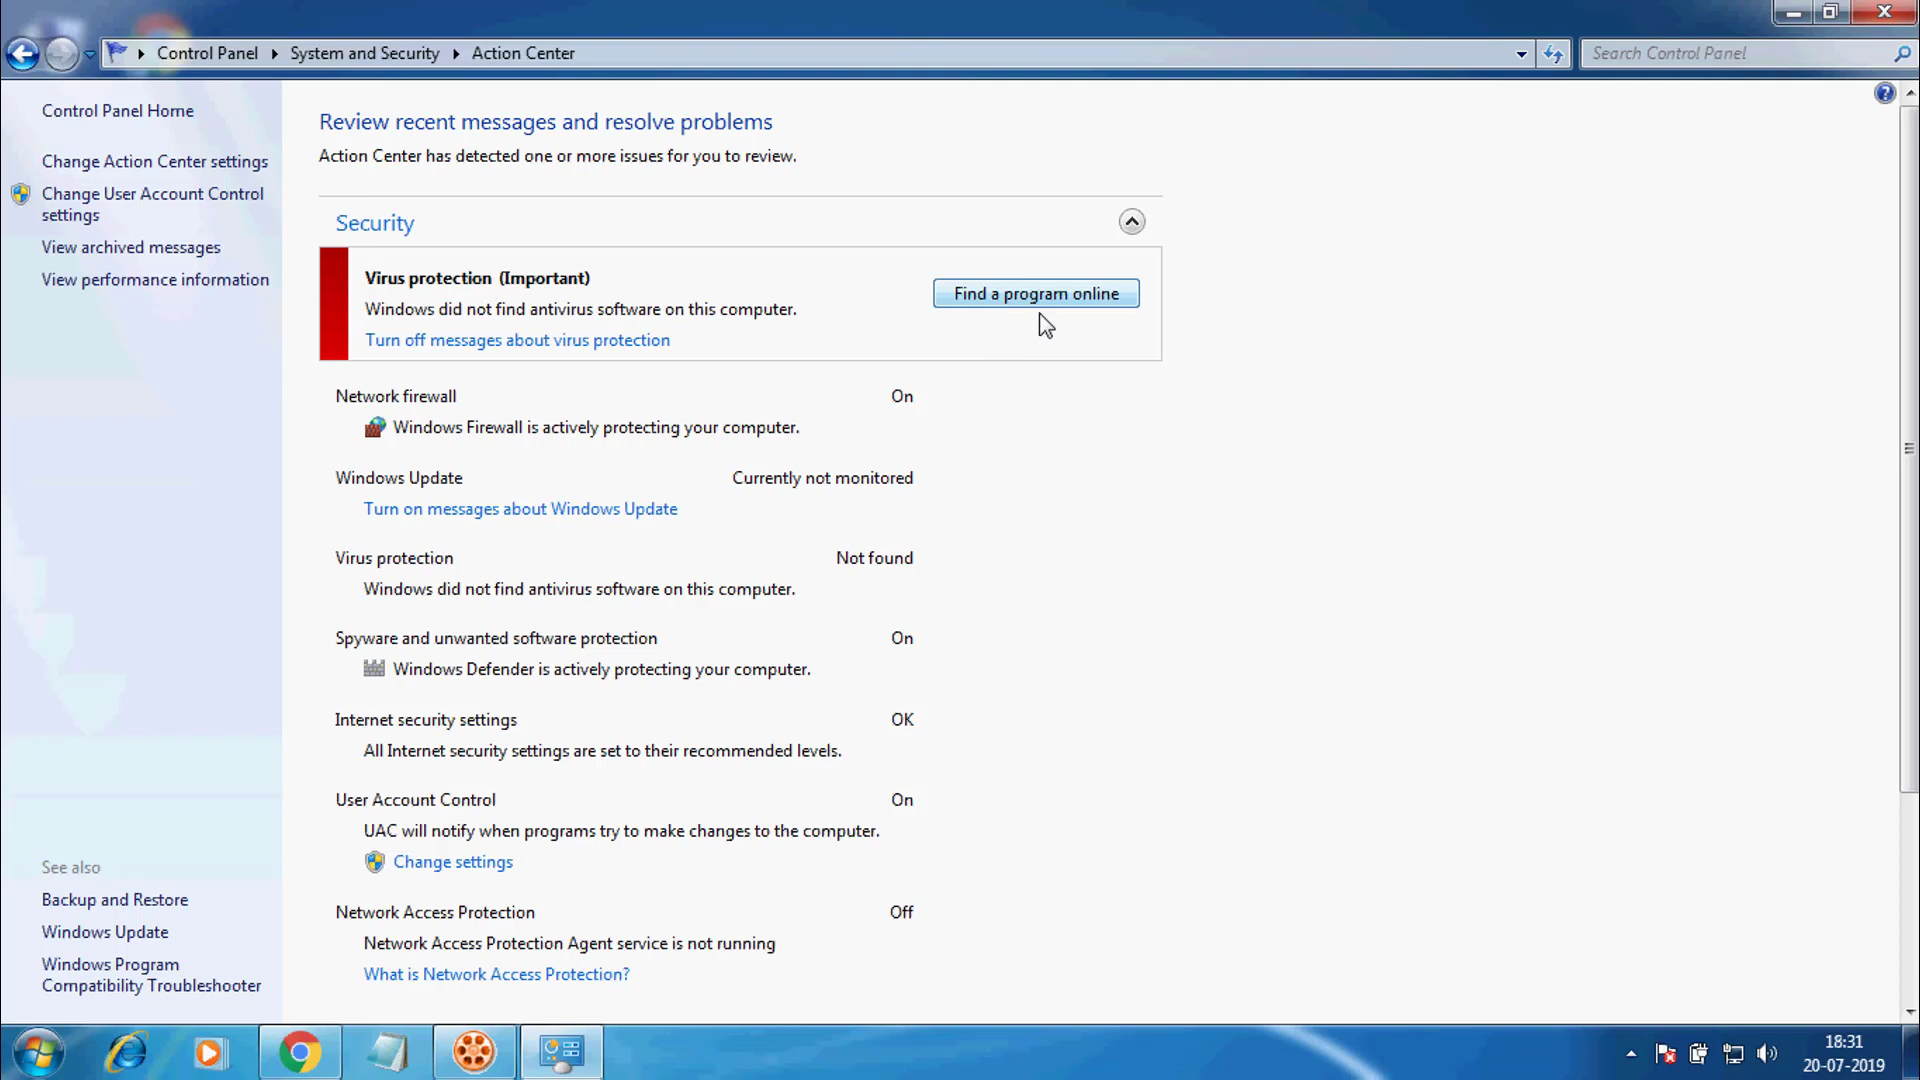 Control Panel
System and Security
Action Center
Search Control Panel
Control Panel Home
Change Action Center settings
Change User Account Control
settings
View archived messages
View performance information
See also
Backup and Restore
Windows Update
Windows Program
Compatibility Troubleshooter
Review recent messages and resolve problems
Action Center has detected one or more issues for you to review.
Security
Virus protection (Important)
Windows did not find antivirus software on this computer.
Turn off messages about virus protection
Find a program online
Network firewall On
Windows Firewall is actively protecting your computer.
Windows Update Currently not monitored
Turn on messages about Windows Update
Virus protection Not found
Windows did not find antivirus software on this computer.
Spyware and unwanted software protection On
Windows Defender is actively protecting your computer.
Internet security settings OK
All Internet security settings are set to their recommended levels.
User Account Control On
UAC will notify when programs try to make changes to the computer.
Change settings
Network Access Protection Off
Network Access Protection Agent service is not running
What is Network Access Protection?
18:31
20-07-2019